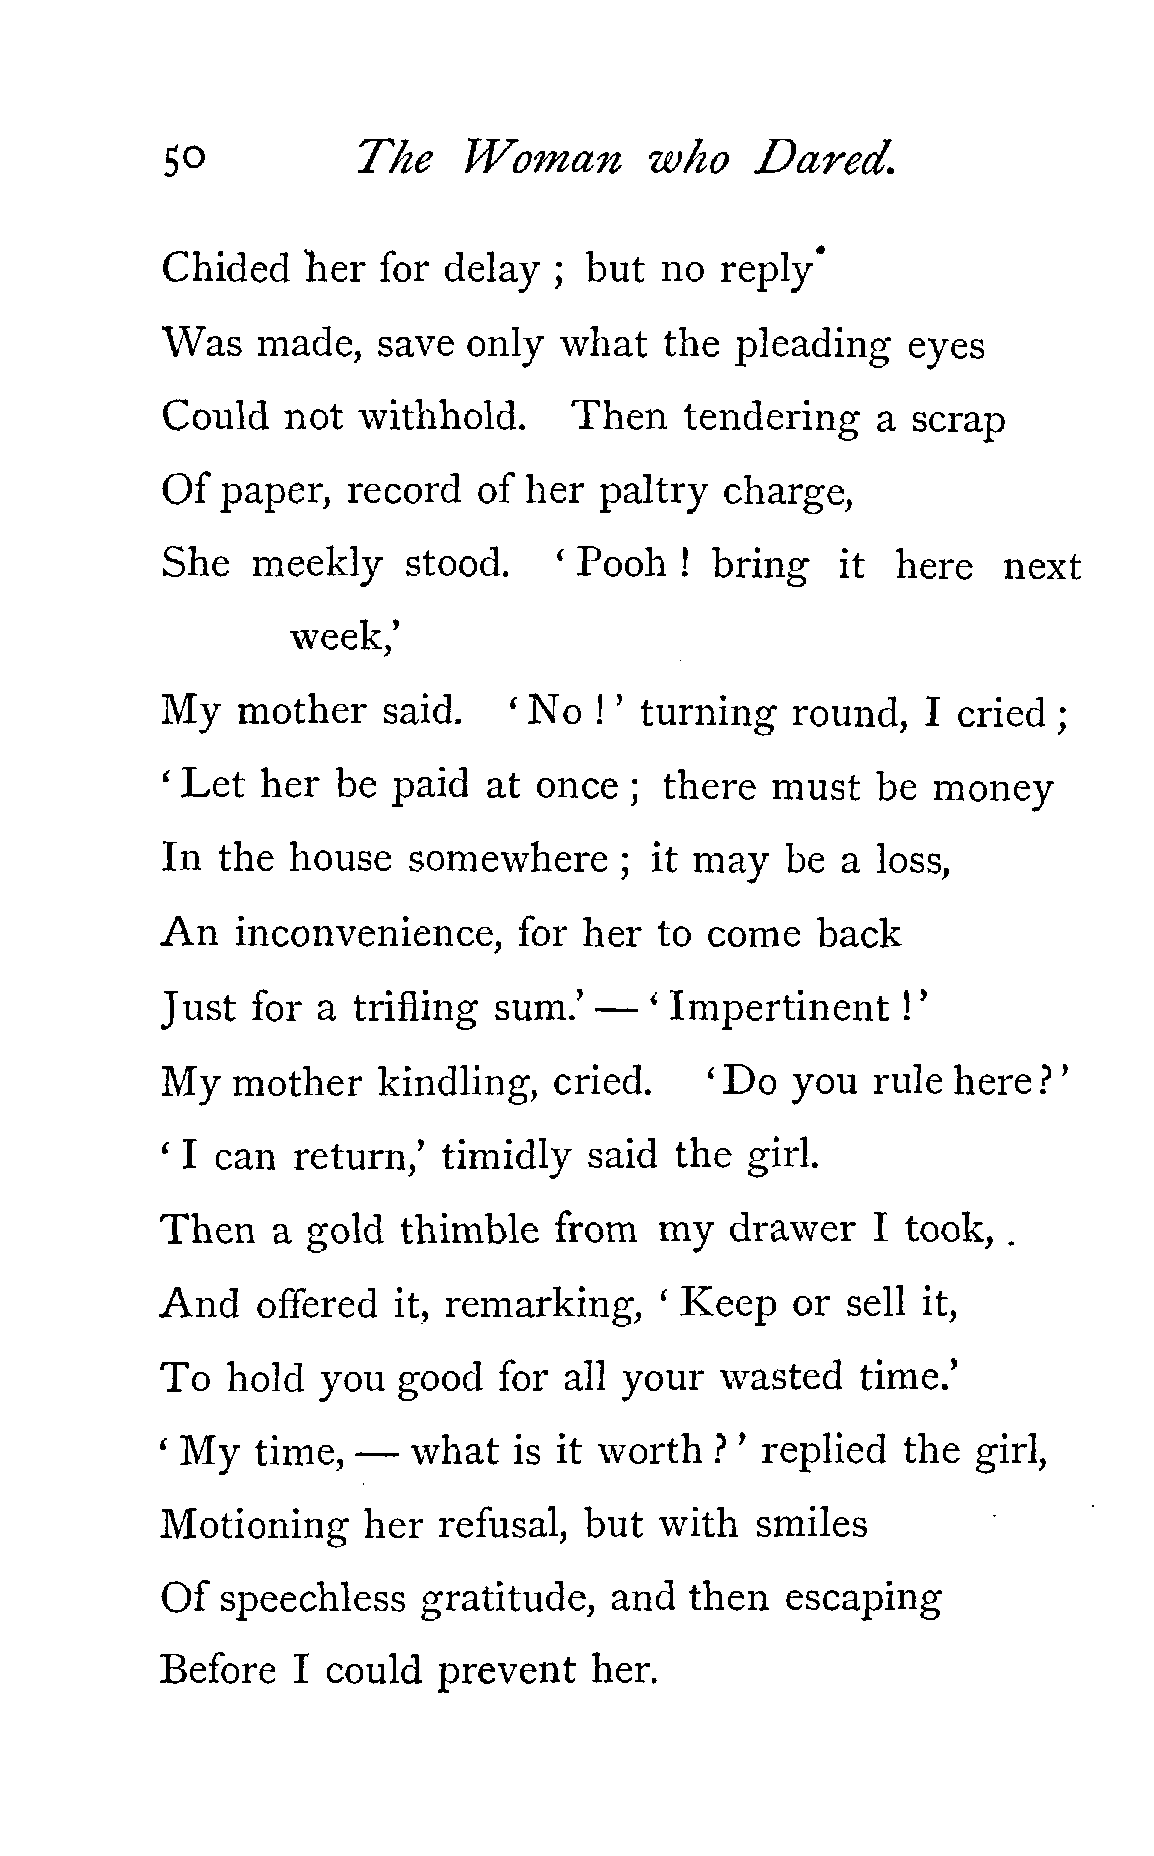 50 The Woman who Dared.
Chided her for delay ; but no reply
Was made, save only what the pleading eyes
Could not withhold. Then tendering a scrap
Of paper, record of her paltry charge,
She meekly stood. ‘ Pooh ! bring it here next
week,’
My mother said. ‘ No ! ’ turning round, I cried ;
‘ Let her be paid at once ; there must be money
In the house somewhere ; it may be a loss,
An inconvenience, for her to come back
Just for a trifling sum.’ — ‘ Impertinent ! ’
My mother kindling, cried. ‘ Do you rule here? ’
‘ I can return,’ timidly said the girl.
Then a gold thimble from my drawer I took,
And offered it, remarking, ‘ Keep or sell it,
To hold you good for all your wasted time.’
‘ My time, — what is it worth ? ’ replied the girl,
Motioning her refusal, but with smiles
Of speechless gratitude, and then escaping
Before I could prevent her.